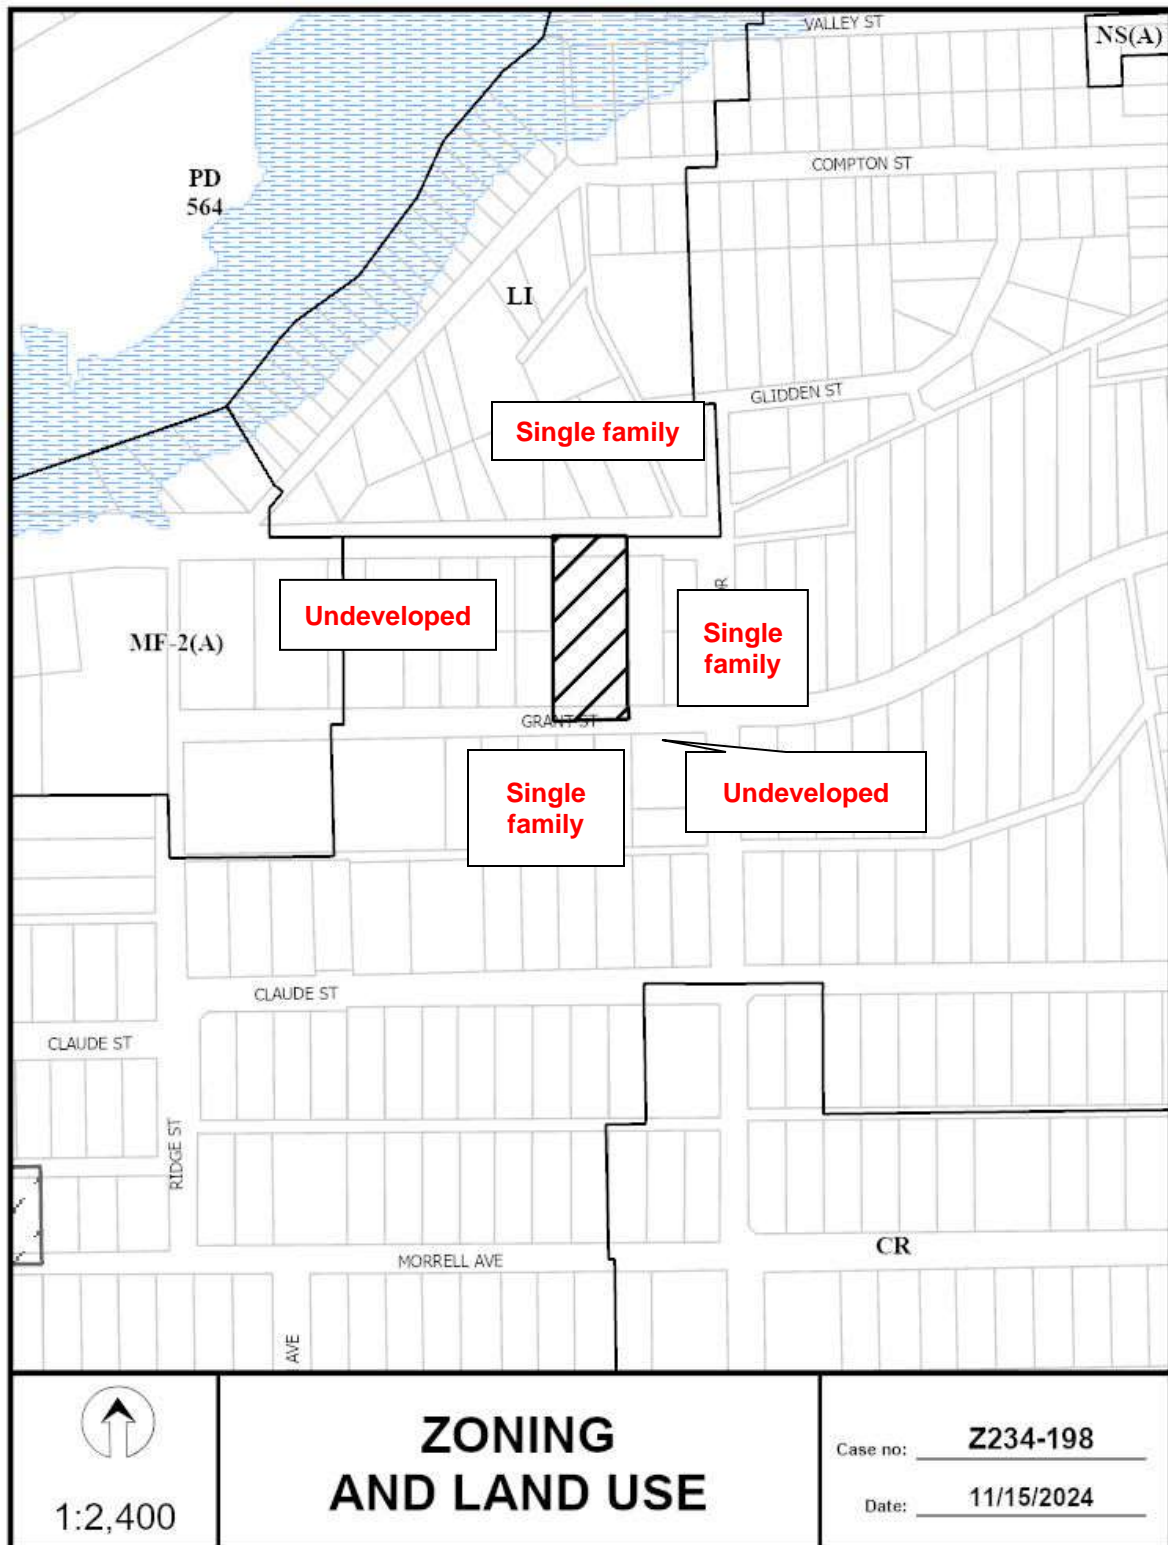 VALLEY ST
NS(A)
COMPTON ST
PD
564
LI
GLIDDEN ST
Single family
Undeveloped
MF-2(A)
Single
family
GRANT ST
Single
family
Undeveloped
CLAUDE ST
CLAUDE ST
RIDGE ST
MORRELL AVE
CR
AVE
ZONING
AND LAND USE
1:2,400
Case no: Z234-198
Date: 11/15/2024